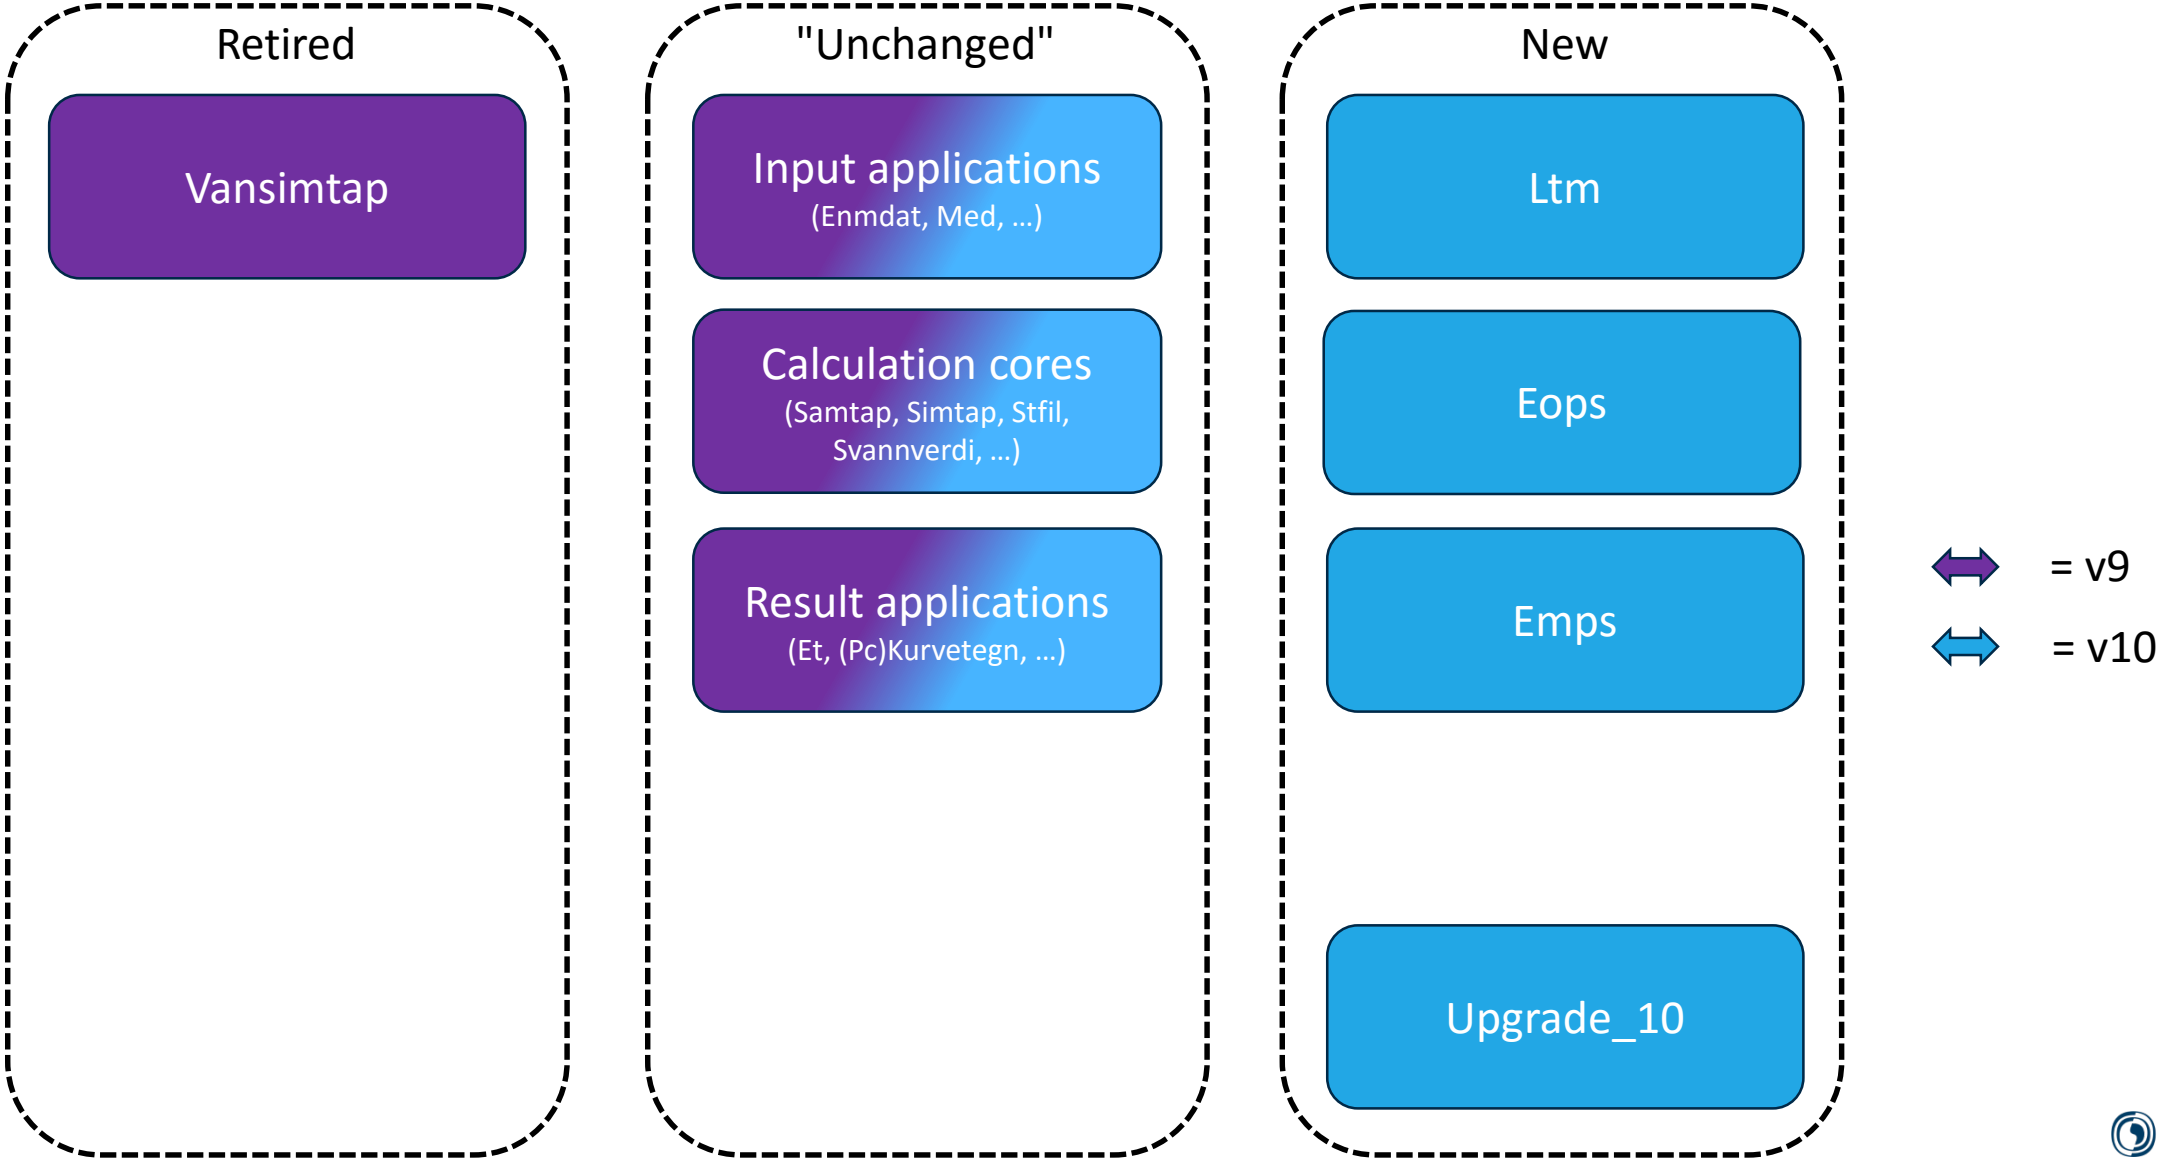 Retired
Vansimtap
"Unchanged"
Input applications
(Enmdat, Med, ...)
Calculation cores
(Samtap, Simtap, Stfil,
Svannverdi, ...)
Result applications
(Et, (Pc)Kurvetegn, ...)
New
Ltm
Eops
Emps
Upgrade_10
= v9
= v10